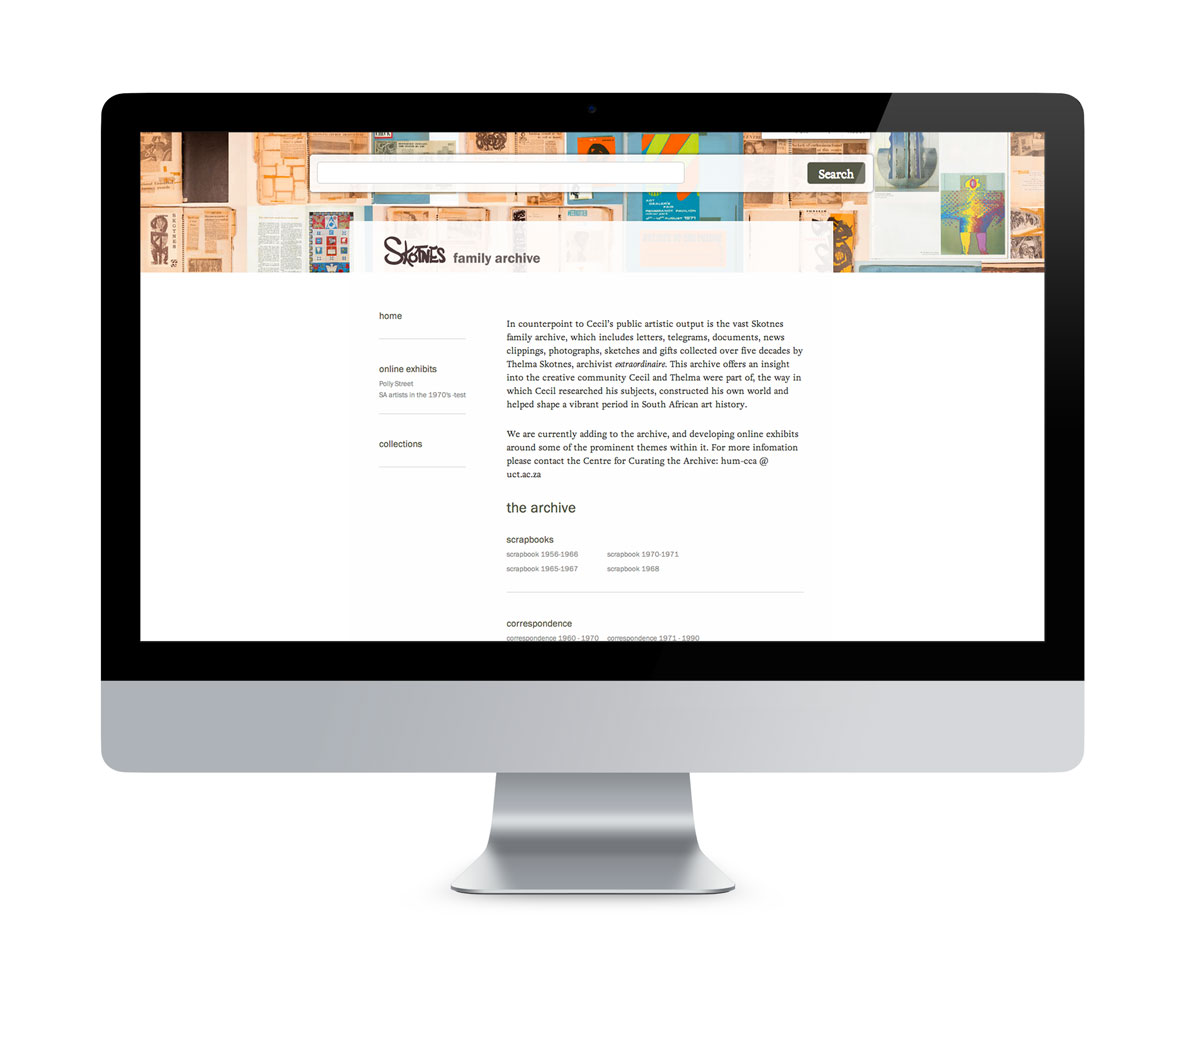 Search
SKOTNES family archive
home
online exhibits
Polly Street
SA artists in the 1970's -test
collections
In counterpoint to Cecil's public artistic output is the vast Skotnes
family archive, which includes letters, telegrams, documents, news
clippings, photographs, sketches and gifts collected over five decades by
Thelma Skotnes, archivist extraordinaire. This archive offers an insight
into the creative community Cecil and Thelma were part of, the way in
which Cecil researched his subjects, constructed his own world and
helped shape a vibrant period in South African art history.
We are currently adding to the archive, and developing online exhibits
around some of the prominent themes within it. For more infomation
please contact the Centre for Curating the Archive: hum-cca @
uct.ac.za
the archive
scrapbooks
scrapbook 1956-1966 scrapbook 1970-1971
scrapbook 1965-1967 scrapbook 1968
correspondence
correspondence 1960 - 1970 correspondence 1971 - 1990